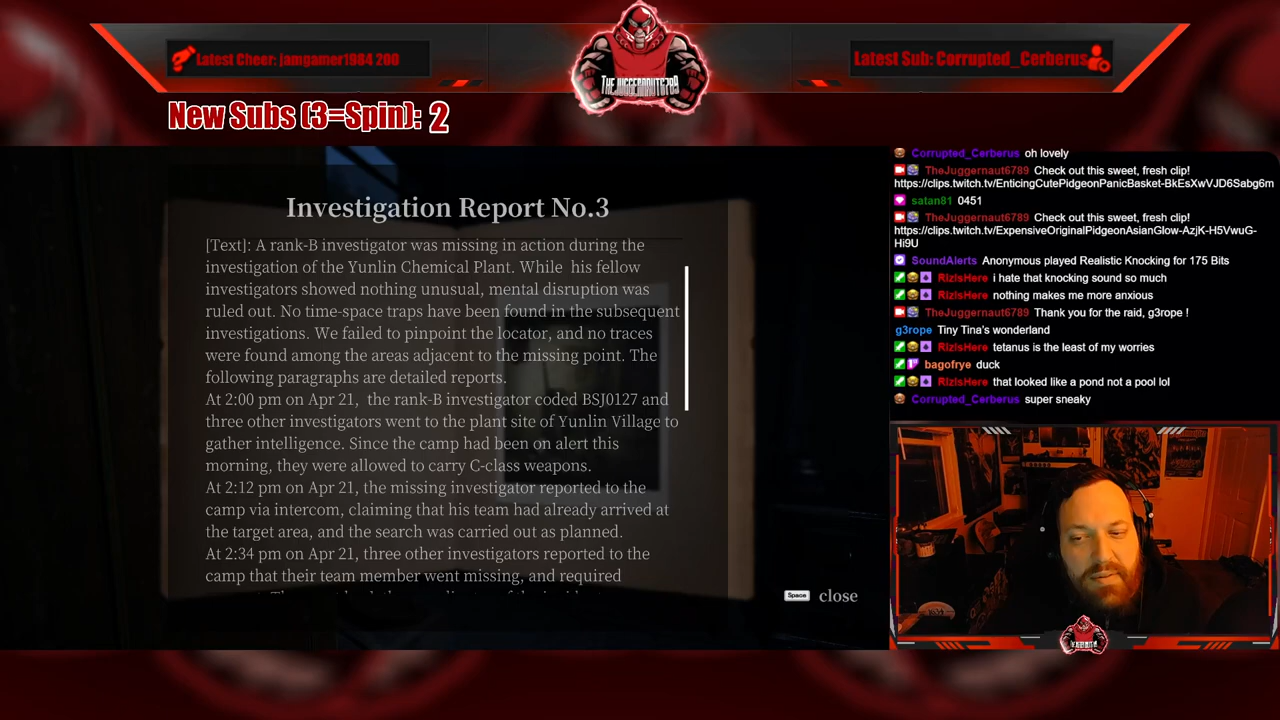 Latest Cheer: jamgamer1984 200
THEJUGGERNAUT6789
Latest Sub: Corrupted_Cerberus
New Subs (3=Spin): 2
Investigation Report No.3
[Text]: A rank-B investigator was missing in action during the
investigation of the Yunlin Chemical Plant. While his fellow
investigators showed nothing unusual, mental disruption was
ruled out. No time-space traps have been found in the subsequent
investigations. We failed to pinpoint the locator, and no traces
were found among the areas adjacent to the missing point. The
following paragraphs are detailed reports.
At 2:00 pm on Apr 21, the rank-B investigator coded BSJ0127 and
three other investigators went to the plant site of Yunlin Village to
gather intelligence. Since the camp had been on alert this
morning, they were allowed to carry C-class weapons.
At 2:12 pm on Apr 21, the missing investigator reported to the
camp via intercom, claiming that his team had already arrived at
the target area, and the search was carried out as planned.
At 2:34 pm on Apr 21, three other investigators reported to the
camp that their team member went missing, and required
Space close
Corrupted_Cerberus oh lovely
TheJuggernaut6789 Check out this sweet, fresh clip!
https://clips.twitch.tv/EnticingCutePidgeonPanicBasket-BkEsXwVJD6Sabg6m
satan81 0451
TheJuggernaut6789 Check out this sweet, fresh clip!
https://clips.twitch.tv/ExpensiveOriginalPidgeonAsianGlow-AzjK-H5VwuG-
Hi9U
SoundAlerts Anonymous played Realistic Knocking for 175 Bits
RizIsHere i hate that knocking sound so much
RizIsHere nothing makes me more anxious
TheJuggernaut6789 Thank you for the raid, g3rope !
g3rope Tiny Tina's wonderland
RizIsHere tetanus is the least of my worries
bagofrye duck
RizIsHere that looked like a pond not a pool lol
Corrupted_Cerberus super sneaky